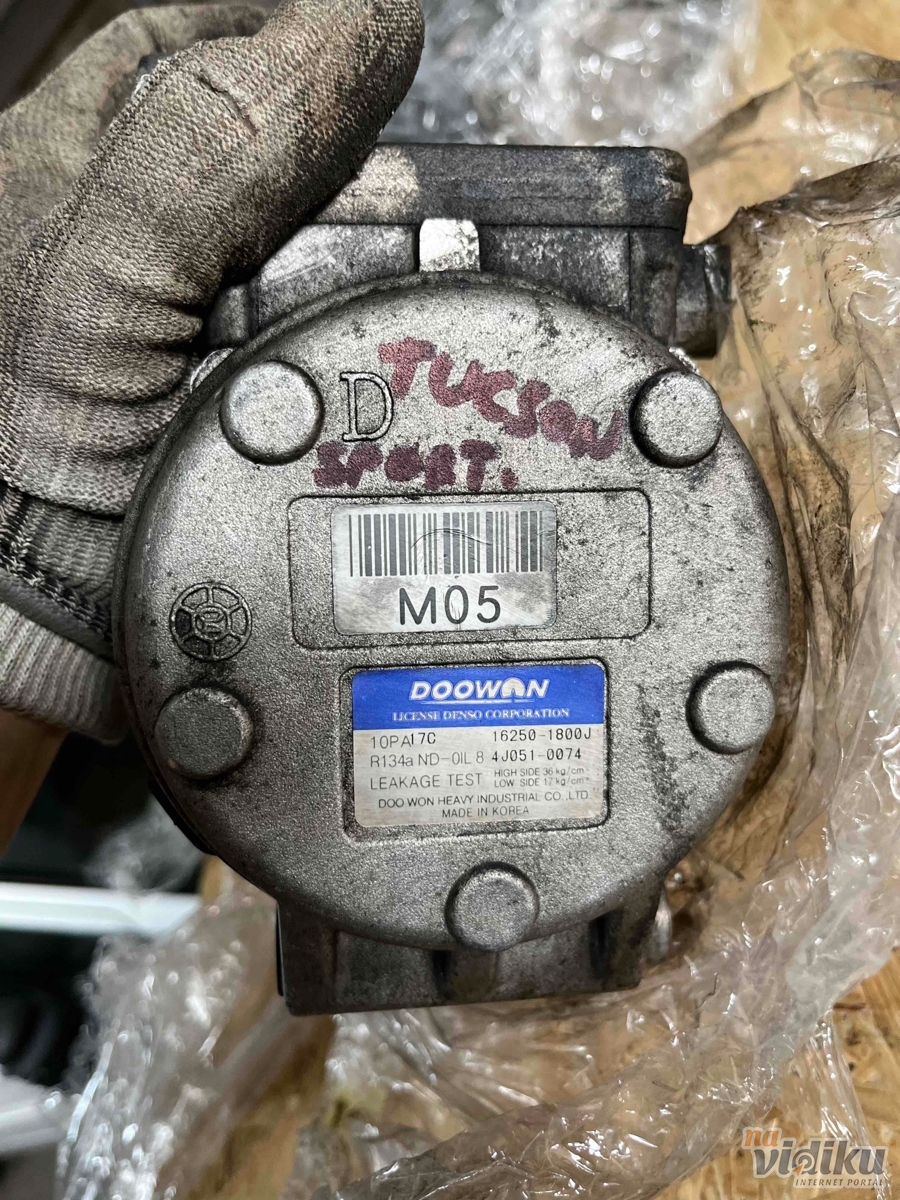 D
TUCSON
SPORT.
M05
DOOWON
LICENSE DENSO CORPORATION
10PA17C 16250-1800J
R134a ND-OIL 8 4J051-0074
LEAKAGE TEST HIGH SIDE 36 kg/cm²
LOW SIDE 17 kg/cm²
DOO WON HEAVY INDUSTRIAL CO.,LTD.
MADE IN KOREA
na
vidiku
INTERNET PORTAL